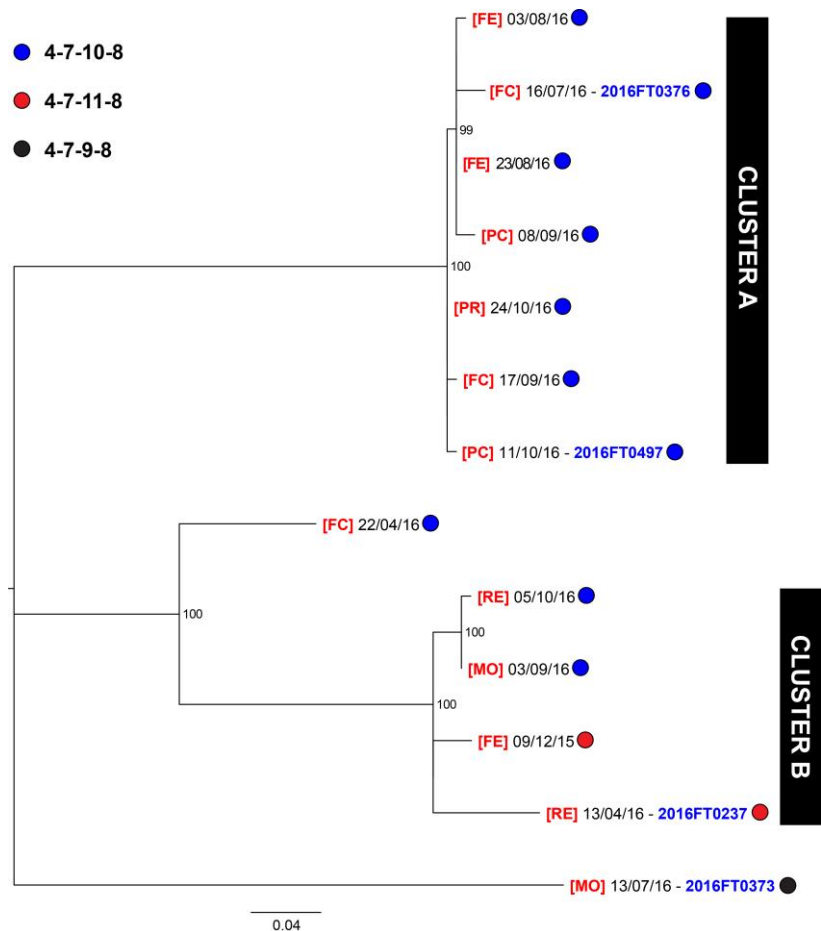 4-7-10-8
4-7-11-8
4-7-9-8
[FE] 03/08/16
[FC] 16/07/16 - 2016FT0376
99
[FE] 23/08/16
[PC] 08/09/16
100
[PR] 24/10/16
[FC] 17/09/16
[PC] 11/10/16 - 2016FT0497
CLUSTER A
[FC] 22/04/16
100
[RE] 05/10/16
100
[MO] 03/09/16
100
[FE] 09/12/15
[RE] 13/04/16 - 2016FT0237
CLUSTER B
[MO] 13/07/16 - 2016FT0373
0.04